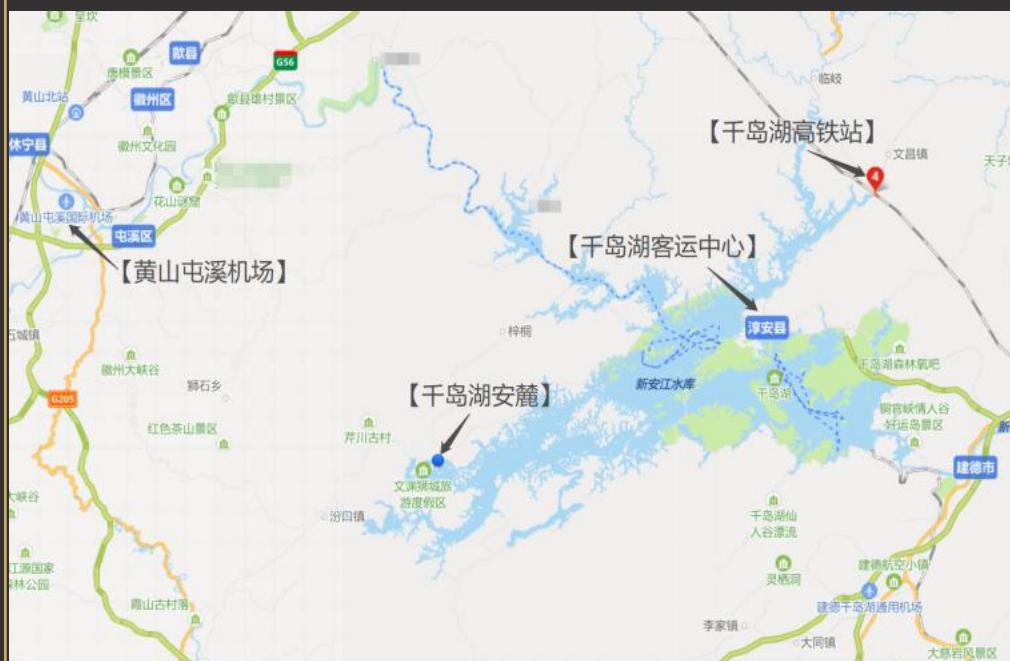 呈坎
歙县
唐模景区
G56
黄山北站
徽州区
歙县雄村景区
临岐
【千岛湖高铁站】
休宁县
徽州文化园
文昌镇
4
天子地
花山谜窟
黄山屯溪国际机场
屯溪区
【千岛湖客运中心】
【黄山屯溪机场】
五城镇
梓桐
淳安县
徽州大峡谷
狮石乡
千岛湖森林氧吧
新安江水库
千岛湖
G205
【千岛湖安麓】
铜官峡情人谷
好运岛景区
新
红色茶山景区
芹川古村
建德市
大峡谷
文渊狮城旅
游度假区
汾口镇
千岛湖仙
人谷漂流
江源国家
森林公园
灵栖洞
建德航空小镇
霞山古村落
建德千岛湖通用机场
李家镇
大同镇
大慈岩风景区